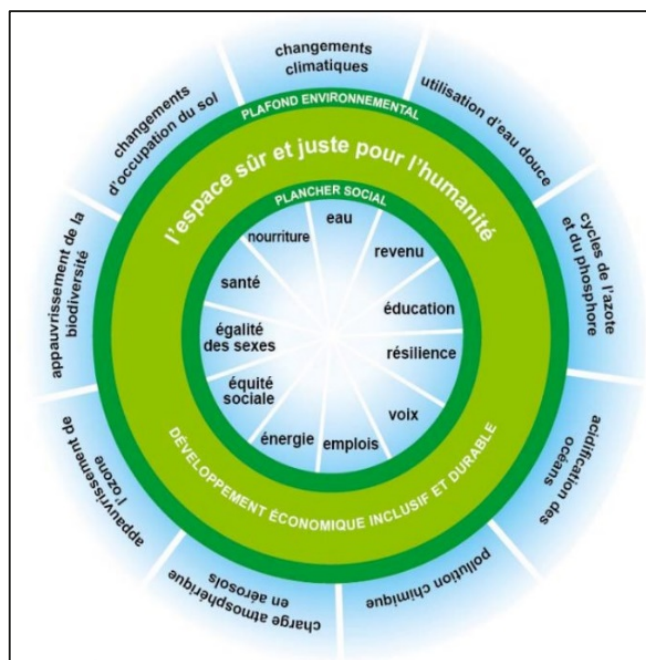 changements
climatiques
utilisation d'eau douce
cycles de l'azote
et du phosphore
acidification des
océans
pollution chimique
charge atmosphérique
en aérosols
appauvrissement de
l'ozone
appauvrissement de la
biodiversité
changements
d'occupation du sol
PLAFOND ENVIRONNEMENTAL
l'espace sûr et juste pour l'humanité
PLANCHER SOCIAL
eau
revenu
éducation
résilience
voix
emplois
énergie
équité
sociale
égalité
des sexes
santé
nourriture
DÉVELOPPEMENT ÉCONOMIQUE INCLUSIF ET DURABLE